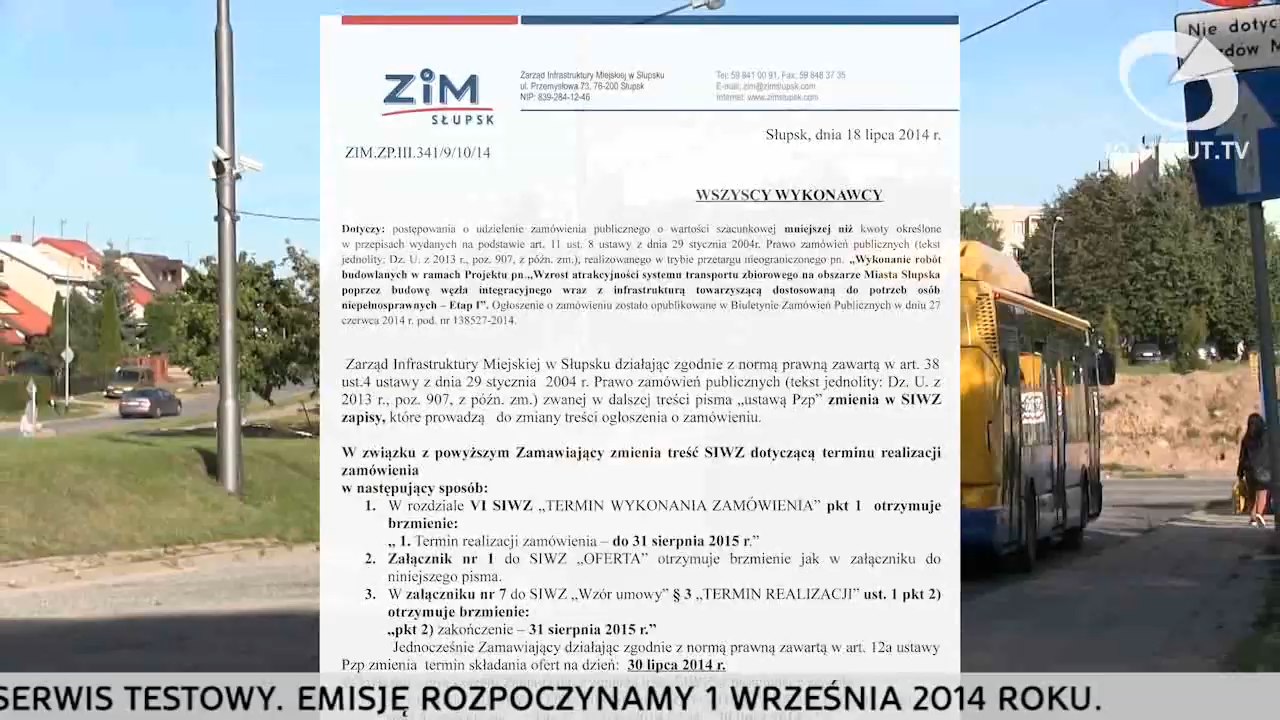 ZiM
SŁUPSK
Zarząd Infrastruktury Miejskiej w Słupsku
ul. Przemysłowa 73, 76-200 Słupsk
NIP: 839-284-12-46
Tel: 59 841 00 91, Fax: 59 848 37 35
E-mail: zim@zimslupsk.com
Internet: www.zimslupsk.com
Nie dotyc
zdów M
.TV
Słupsk, dnia 18 lipca 2014 r.
ZIM.ZP.III.341/9/10/14
WSZYSCY WYKONAWCY
Dotyczy: postępowania o udzielenie zamówienia publicznego o wartości szacunkowej mniejszej niż kwoty określone
w przepisach wydanych na podstawie art. 11 ust. 8 ustawy z dnia 29 stycznia 2004r. Prawo zamówień publicznych (tekst
jednolity: Dz. U. z 2013 r., poz. 907, z późn. zm.), realizowanego w trybie przetargu nieograniczonego pn. „Wykonanie robót
budowlanych w ramach Projektu pn.„Wzrost atrakcyjności systemu transportu zbiorowego na obszarze Miasta Słupska
poprzez budowę węzła integracyjnego wraz z infrastrukturą towarzyszącą dostosowaną do potrzeb osób
niepełnosprawnych – Etap I”. Ogłoszenie o zamówieniu zostało opublikowane w Biuletynie Zamówień Publicznych w dniu 27
czerwca 2014 r. pod. nr 138527-2014.
Zarząd Infrastruktury Miejskiej w Słupsku działając zgodnie z normą prawną zawartą w art. 38
ust.4 ustawy z dnia 29 stycznia 2004 r. Prawo zamówień publicznych (tekst jednolity: Dz. U. z
2013 r., poz. 907, z późn. zm.) zwanej w dalszej treści pisma „ustawą Pzp” zmienia w SIWZ
zapisy, które prowadzą do zmiany treści ogłoszenia o zamówieniu.
W związku z powyższym Zamawiający zmienia treść SIWZ dotyczącą terminu realizacji
zamówienia
w następujący sposób:
1. W rozdziale VI SIWZ „TERMIN WYKONANIA ZAMÓWIENIA” pkt 1 otrzymuje
brzmienie:
„ 1. Termin realizacji zamówienia – do 31 sierpnia 2015 r.”
2. Załącznik nr 1 do SIWZ „OFERTA” otrzymuje brzmienie jak w załączniku do
niniejszego pisma.
3. W załączniku nr 7 do SIWZ „Wzór umowy” § 3 „TERMIN REALIZACJI” ust. 1 pkt 2)
otrzymuje brzmienie:
„pkt 2) zakończenie – 31 sierpnia 2015 r.”
Jednocześnie Zamawiający działając zgodnie z normą prawną zawartą w art. 12a ustawy
Pzp zmienia termin składania ofert na dzień: 30 lipca 2014 r.
SERWIS TESTOWY. EMISJĘ ROZPOCZYNAMY 1 WRZEŚNIA 2014 ROKU.